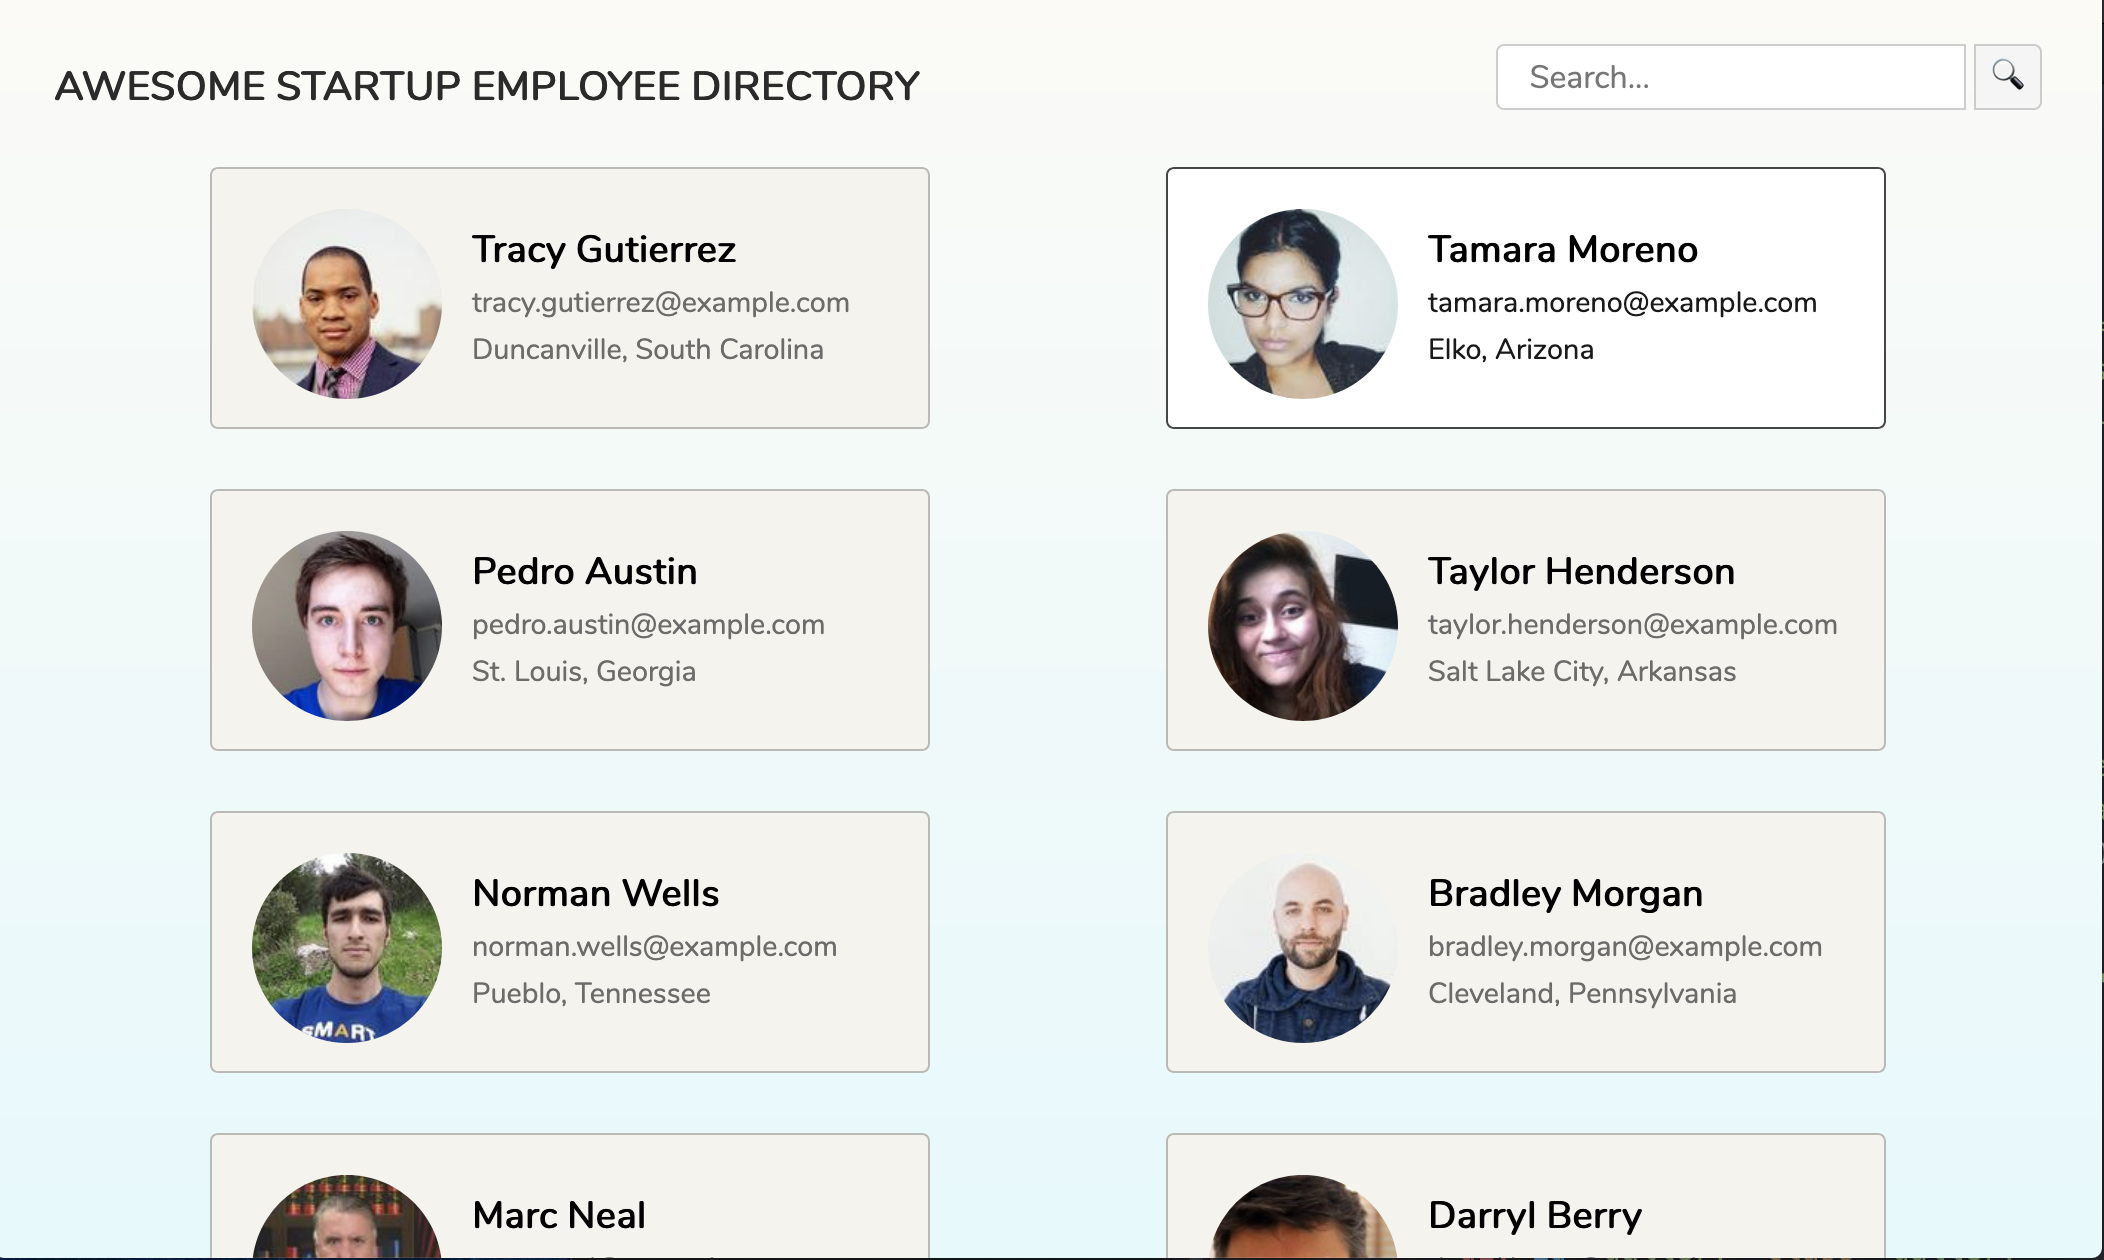 AWESOME STARTUP EMPLOYEE DIRECTORY
Search...
Tracy Gutierrez
tracy.gutierrez@example.com
Duncanville, South Carolina
Tamara Moreno
tamara.moreno@example.com
Elko, Arizona
Pedro Austin
pedro.austin@example.com
St. Louis, Georgia
Taylor Henderson
taylor.henderson@example.com
Salt Lake City, Arkansas
Norman Wells
norman.wells@example.com
Pueblo, Tennessee
SMART
Bradley Morgan
bradley.morgan@example.com
Cleveland, Pennsylvania
Marc Neal
Darryl Berry